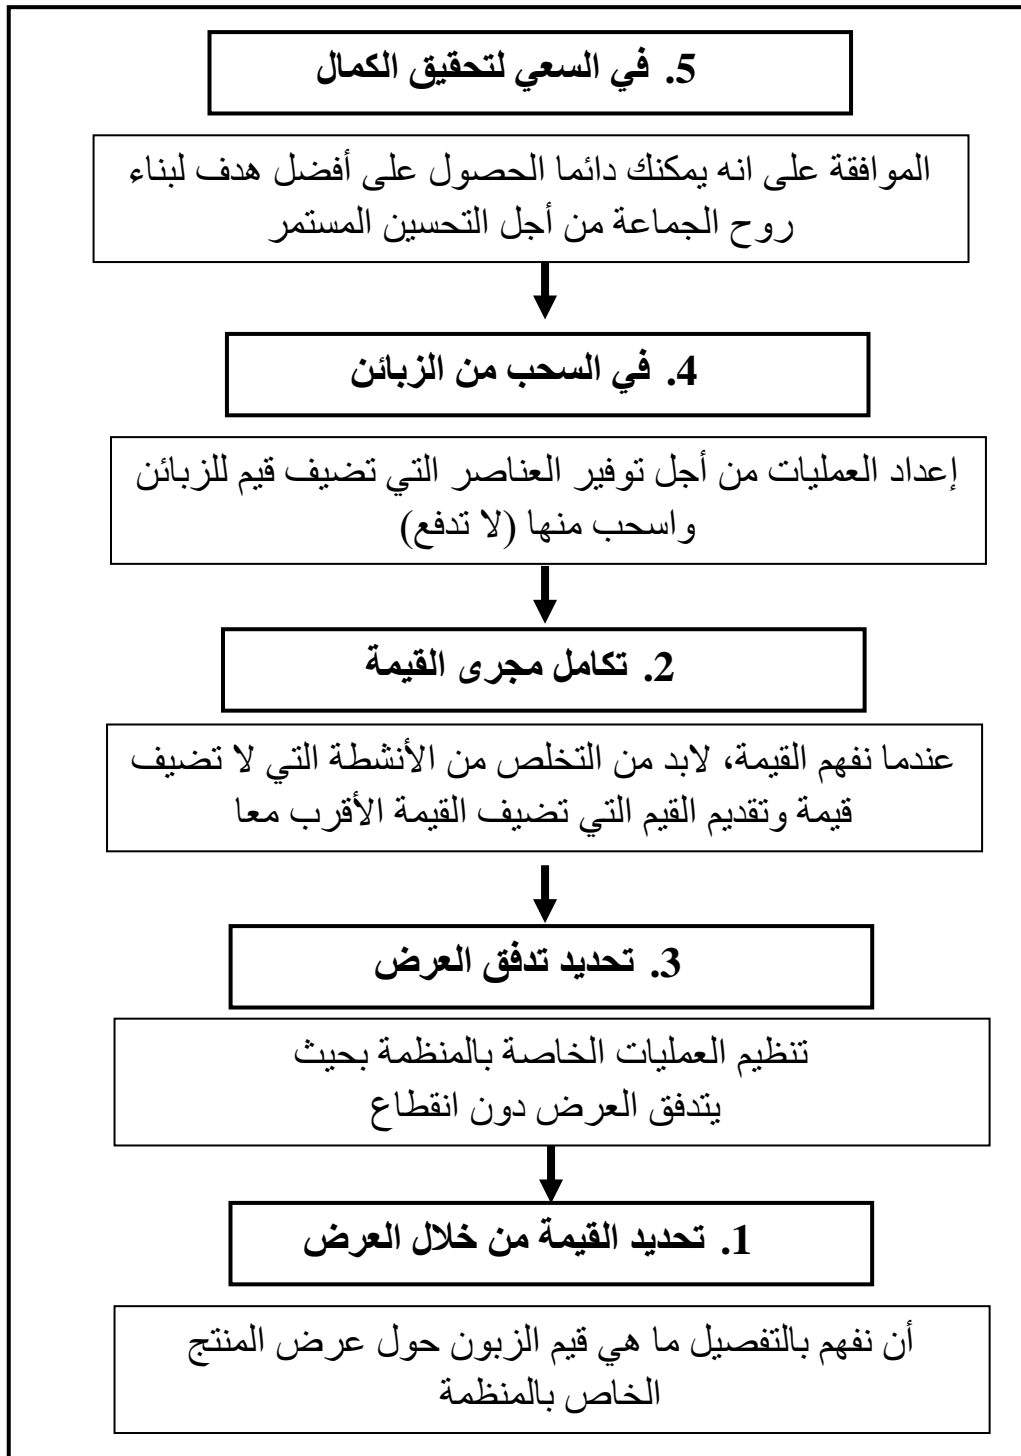 5. في السعي لتحقيق الكمال
الموافقة على انه يمكنك دائما الحصول على أفضل هدف لبناء
روح الجماعة من أجل التحسين المستمر
4. في السحب من الزبائن
إعداد العمليات من أجل توفير العناصر التي تضيف قيم للزبائن
واسحب منها (لا تدفع)
2. تكامل مجرى القيمة
عندما نفهم القيمة، لابد من التخلص من الأنشطة التي لا تضيف
قيمة وتقديم القيم التي تضيف القيمة الأقرب معا
3. تحديد تدفق العرض
تنظيم العمليات الخاصة بالمنظمة بحيث
يتدفق العرض دون انقطاع
1. تحديد القيمة من خلال العرض
أن نفهم بالتفصيل ما هي قيم الزبون حول عرض المنتج
الخاص بالمنظمة